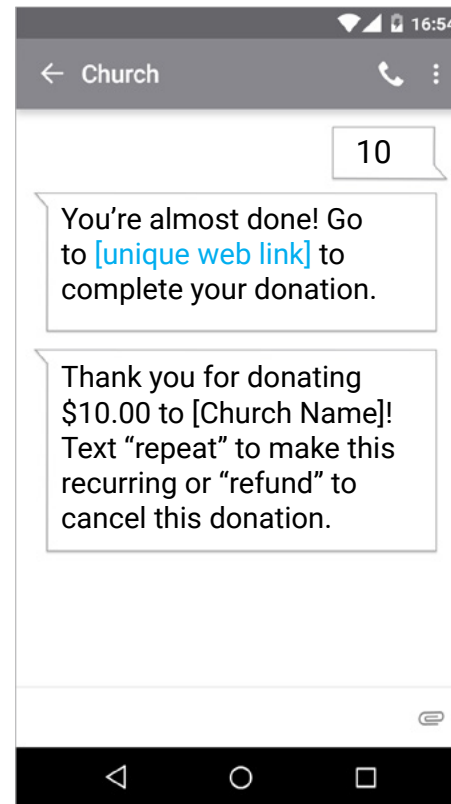 16:54
Church
10
You’re almost done! Go
to [unique web link] to
complete your donation.
Thank you for donating
$10.00 to [Church Name]!
Text “repeat” to make this
recurring or “refund” to
cancel this donation.